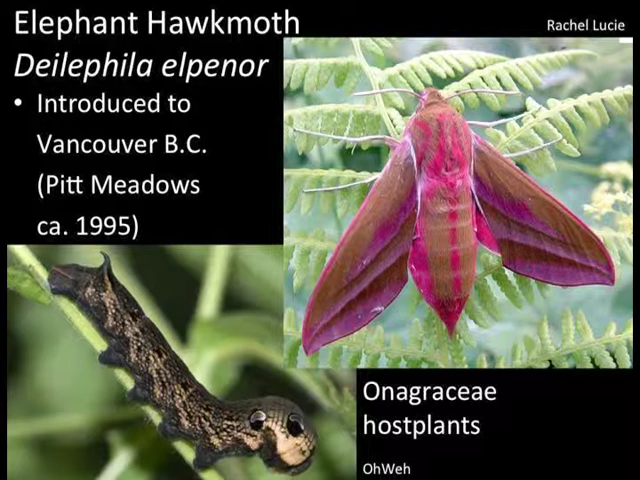 Elephant Hawkmoth
Rachel Lucie
Deilephila elpenor
• Introduced to
Vancouver B.C.
(Pitt Meadows
ca. 1995)
Onagraceae
hostplants
OhWeh